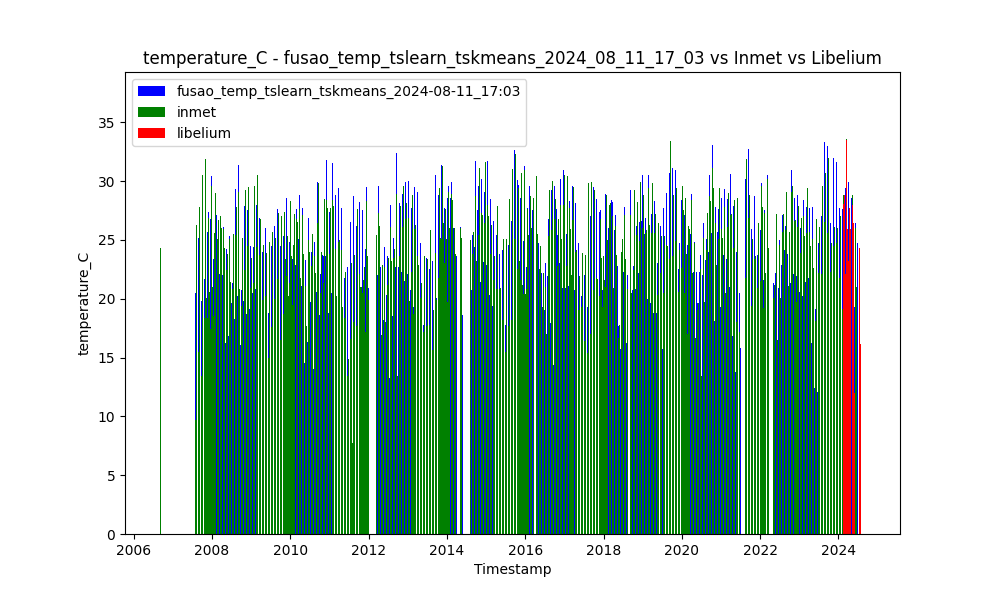 temperature_C - fusao_temp_tslearn_tskmeans_2024_08_11_17_03 vs Inmet vs Libelium
fusao_temp_tslearn_tskmeans_2024-08-11_17:03
inmet
libelium
35
30
25
20
15
10
5
0
temperature_C
2006 2008 2010 2012 2014 2016 2018 2020 2022 2024
Timestamp